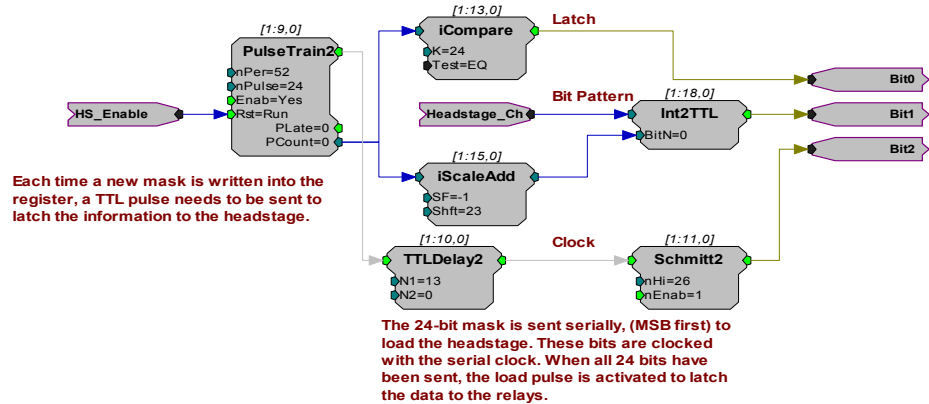 [1:9,0]
PulseTrain2
nPer=52
nPulse=24
Enab=Yes
Rst=Run
PLate=0
PCount=0
HS_Enable
[1:13,0]
iCompare
K=24
Test=EQ
Latch
Headstage_Ch
Bit Pattern
[1:18,0]
Int2TTL
BitN=0
Bit0
Bit1
Bit2
[1:15,0]
iScaleAdd
SF=-1
Shft=23
Each time a new mask is written into the
register, a TTL pulse needs to be sent to
latch the information to the headstage.
[1:10,0]
TTLDelay2
N1=13
N2=0
Clock
[1:11,0]
Schmitt2
nHi=26
nEnab=1
The 24-bit mask is sent serially, (MSB first) to
load the headstage. These bits are clocked
with the serial clock. When all 24 bits have
been sent, the load pulse is activated to latch
the data to the relays.